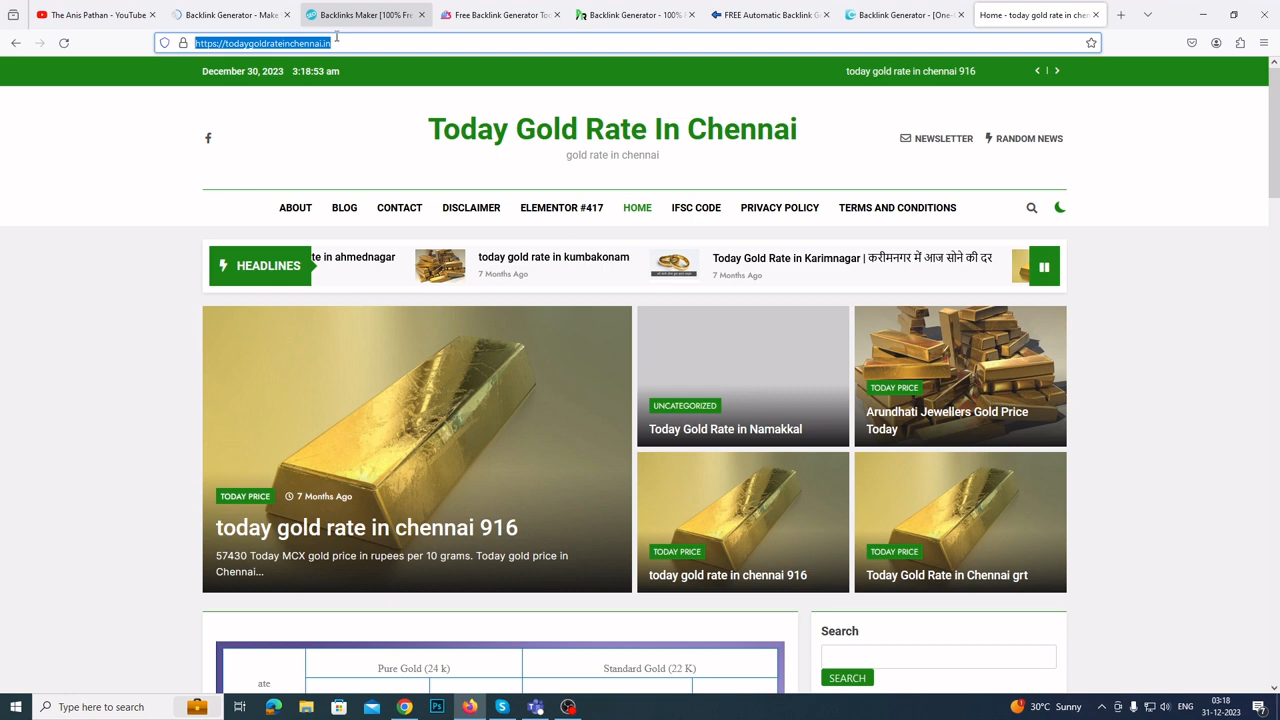 The Anis Pathan - YouTube
Backlink Generator - Make
Backlinks Maker [100% Fre
Free Backlink Generator To
Backlink Generator - 100% F
FREE Automatic Backlink G
Backlink Generator - [One-
Home - today gold rate in chen
https://todaygoldrateinchennai.in
December 30, 2023 3:18:53 am
today gold rate in chennai 916
Today Gold Rate In Chennai
gold rate in chennai
NEWSLETTER
RANDOM NEWS
ABOUT
BLOG
CONTACT
DISCLAIMER
ELEMENTOR #417
HOME
IFSC CODE
PRIVACY POLICY
TERMS AND CONDITIONS
HEADLINES
te in ahmednagar
today gold rate in kumbakonam
7 Months Ago
Today Gold Rate in Karimnagar | करीमनगर में आज सोने की दर
7 Months Ago
TODAY PRICE
7 Months Ago
today gold rate in chennai 916
57430 Today MCX gold price in rupees per 10 grams. Today gold price in
Chennai...
UNCATEGORIZED
Today Gold Rate in Namakkal
TODAY PRICE
Arundhati Jewellers Gold Price
Today
TODAY PRICE
today gold rate in chennai 916
TODAY PRICE
Today Gold Rate in Chennai grt
Pure Gold (24 k)
Standard Gold (22 K)
ate
Search
SEARCH
Type here to search
30°C Sunny
ENG
03:18
31-12-2023